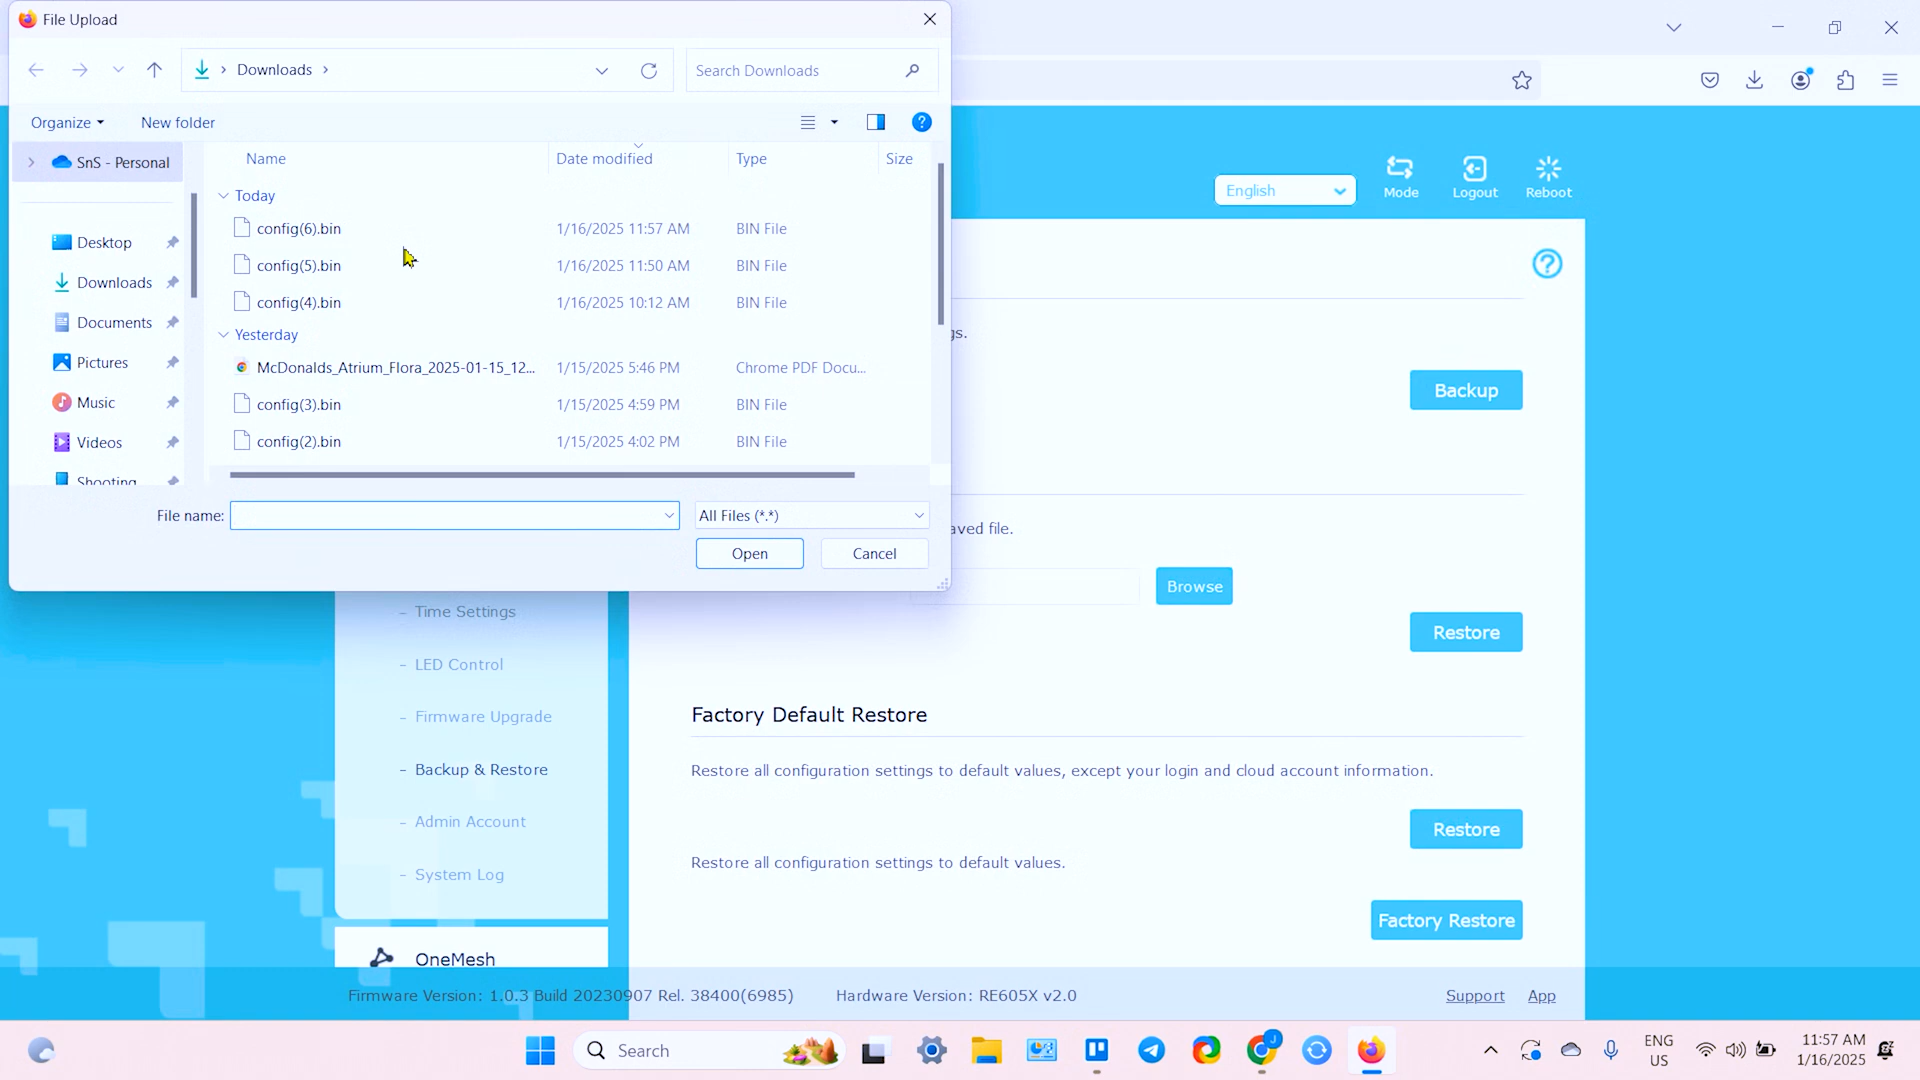 File Upload
Downloads
Search Downloads
Organize
New folder
SnS - Personal
Desktop
Downloads
Documents
Pictures
Music
Videos
Shooting
Name
Date modified
Type
Size
Today
config(6).bin 1/16/2025 11:57 AM BIN File
config(5).bin 1/16/2025 11:50 AM BIN File
config(4).bin 1/16/2025 10:12 AM BIN File
Yesterday
McDonalds_Atrium_Flora_2025-01-15_12... 1/15/2025 5:46 PM Chrome PDF Docu...
config(3).bin 1/15/2025 4:59 PM BIN File
config(2).bin 1/15/2025 4:02 PM BIN File
File name:
All Files (*.*)
Open
Cancel
English
Mode
Logout
Reboot
gs.
Backup
aved file.
Browse
Restore
Time Settings
LED Control
Firmware Upgrade
Backup & Restore
Admin Account
System Log
OneMesh
Factory Default Restore
Restore all configuration settings to default values, except your login and cloud account information.
Restore
Restore all configuration settings to default values.
Factory Restore
Firmware Version: 1.0.3 Build 20230907 Rel. 38400(6985)
Hardware Version: RE605X v2.0
Support
App
Search
J
ENG
US
11:57 AM
1/16/2025